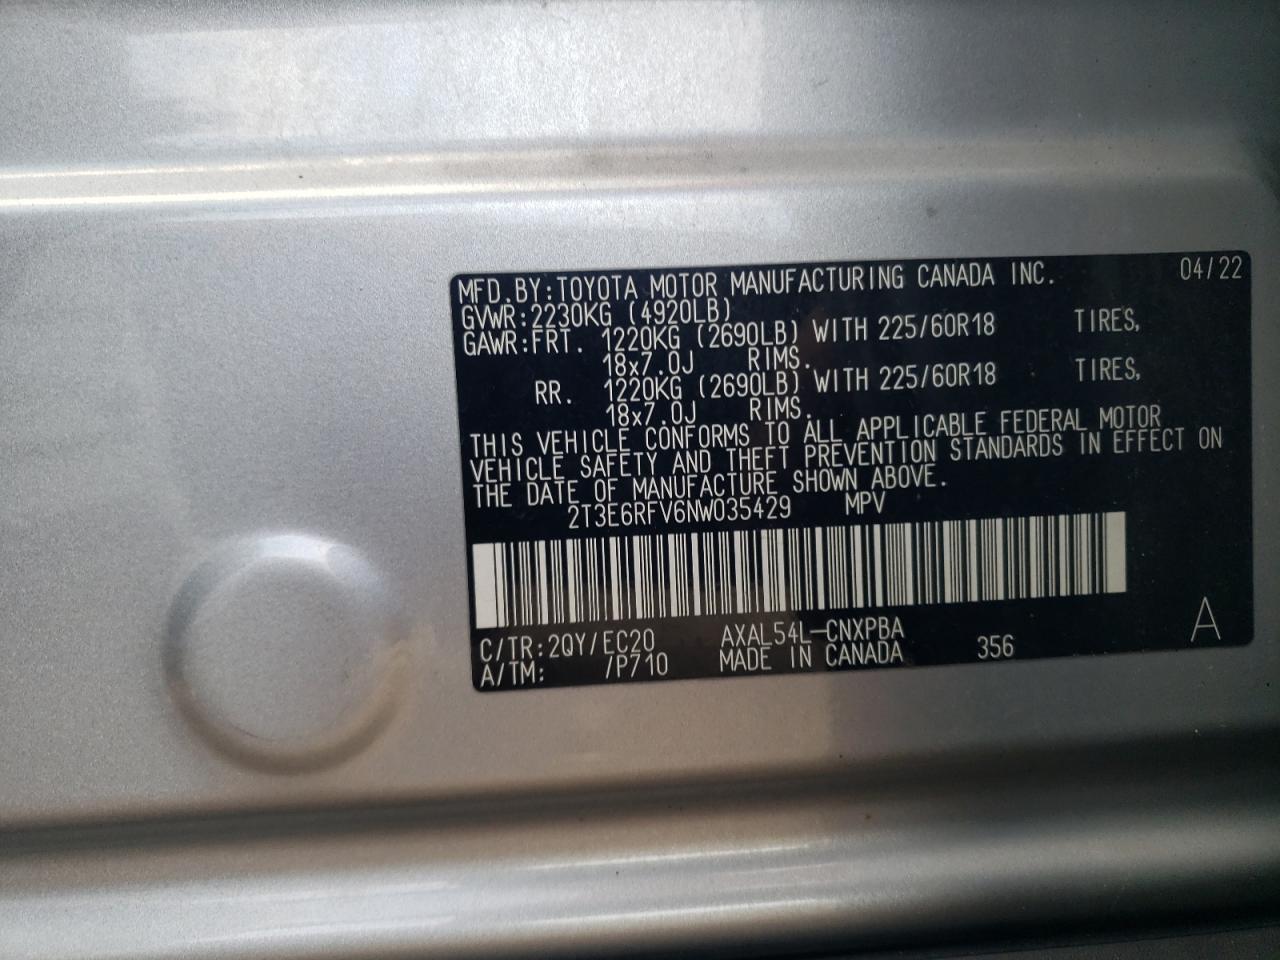 MFD.BY:TOYOTA MOTOR MANUFACTURING CANADA INC. 04/22
GVWR:2230KG (4920LB)
GAWR:FRT. 1220KG (2690LB) WITH 225/60R18 TIRES,
18x7.0J RIMS.
RR. 1220KG (2690LB) WITH 225/60R18 TIRES,
18x7.0J RIMS.
THIS VEHICLE CONFORMS TO ALL APPLICABLE FEDERAL MOTOR
VEHICLE SAFETY AND THEFT PREVENTION STANDARDS IN EFFECT ON
THE DATE OF MANUFACTURE SHOWN ABOVE.
2T3E6RFV6NW035429 MPV
C/TR:2QY/EC20 AXAL54L-CNXPBA
A/TM: /P710 MADE IN CANADA 356 A